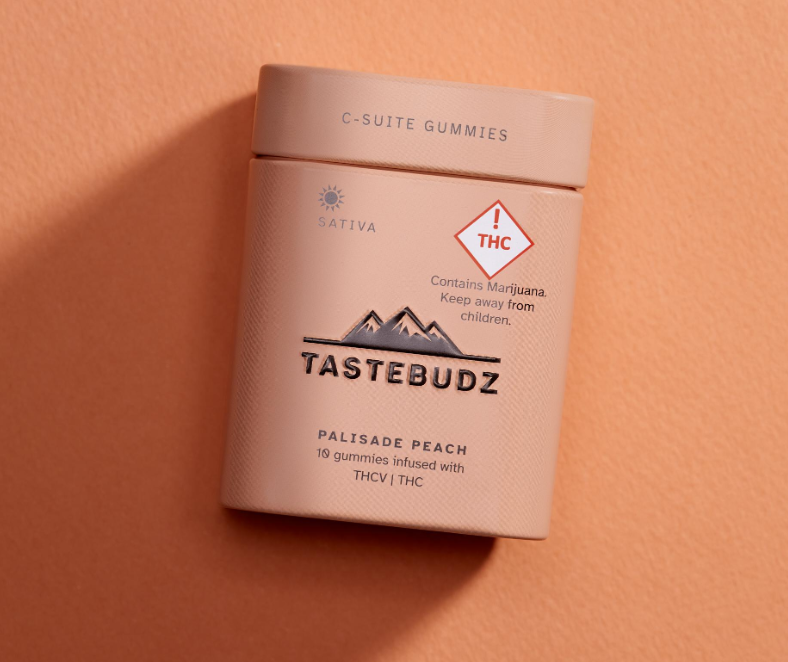 C-SUITE GUMMIES
SATIVA
!
THC
Contains Marijuana.
Keep away from
children.
TASTEBUDZ
PALISADE PEACH
10 gummies infused with
THCV | THC